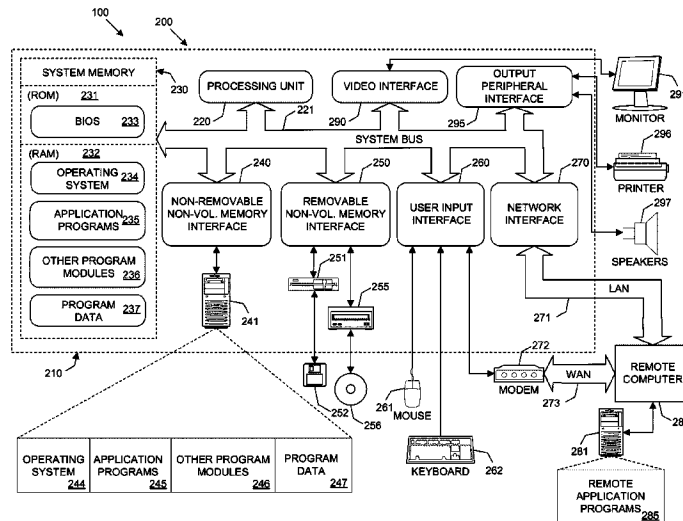 100
200
SYSTEM MEMORY
230
(ROM) 231
BIOS 233
(RAM) 232
OPERATING SYSTEM 234
APPLICATION PROGRAMS 235
OTHER PROGRAM MODULES 236
PROGRAM DATA 237
210
PROCESSING UNIT
220
221
VIDEO INTERFACE
290
OUTPUT PERIPHERAL INTERFACE
295
SYSTEM BUS
240
NON-REMOVABLE NON-VOL. MEMORY INTERFACE
250
REMOVABLE NON-VOL. MEMORY INTERFACE
260
USER INPUT INTERFACE
270
NETWORK INTERFACE
MONITOR
296
PRINTER
297
SPEAKERS
241
251
255
252
256
261
MOUSE
262
KEYBOARD
LAN
271
272
MODEM
WAN
273
REMOTE COMPUTER
281
REMOTE APPLICATION PROGRAMS 285
OPERATING SYSTEM 244
APPLICATION PROGRAMS 245
OTHER PROGRAM MODULES 246
PROGRAM DATA 247